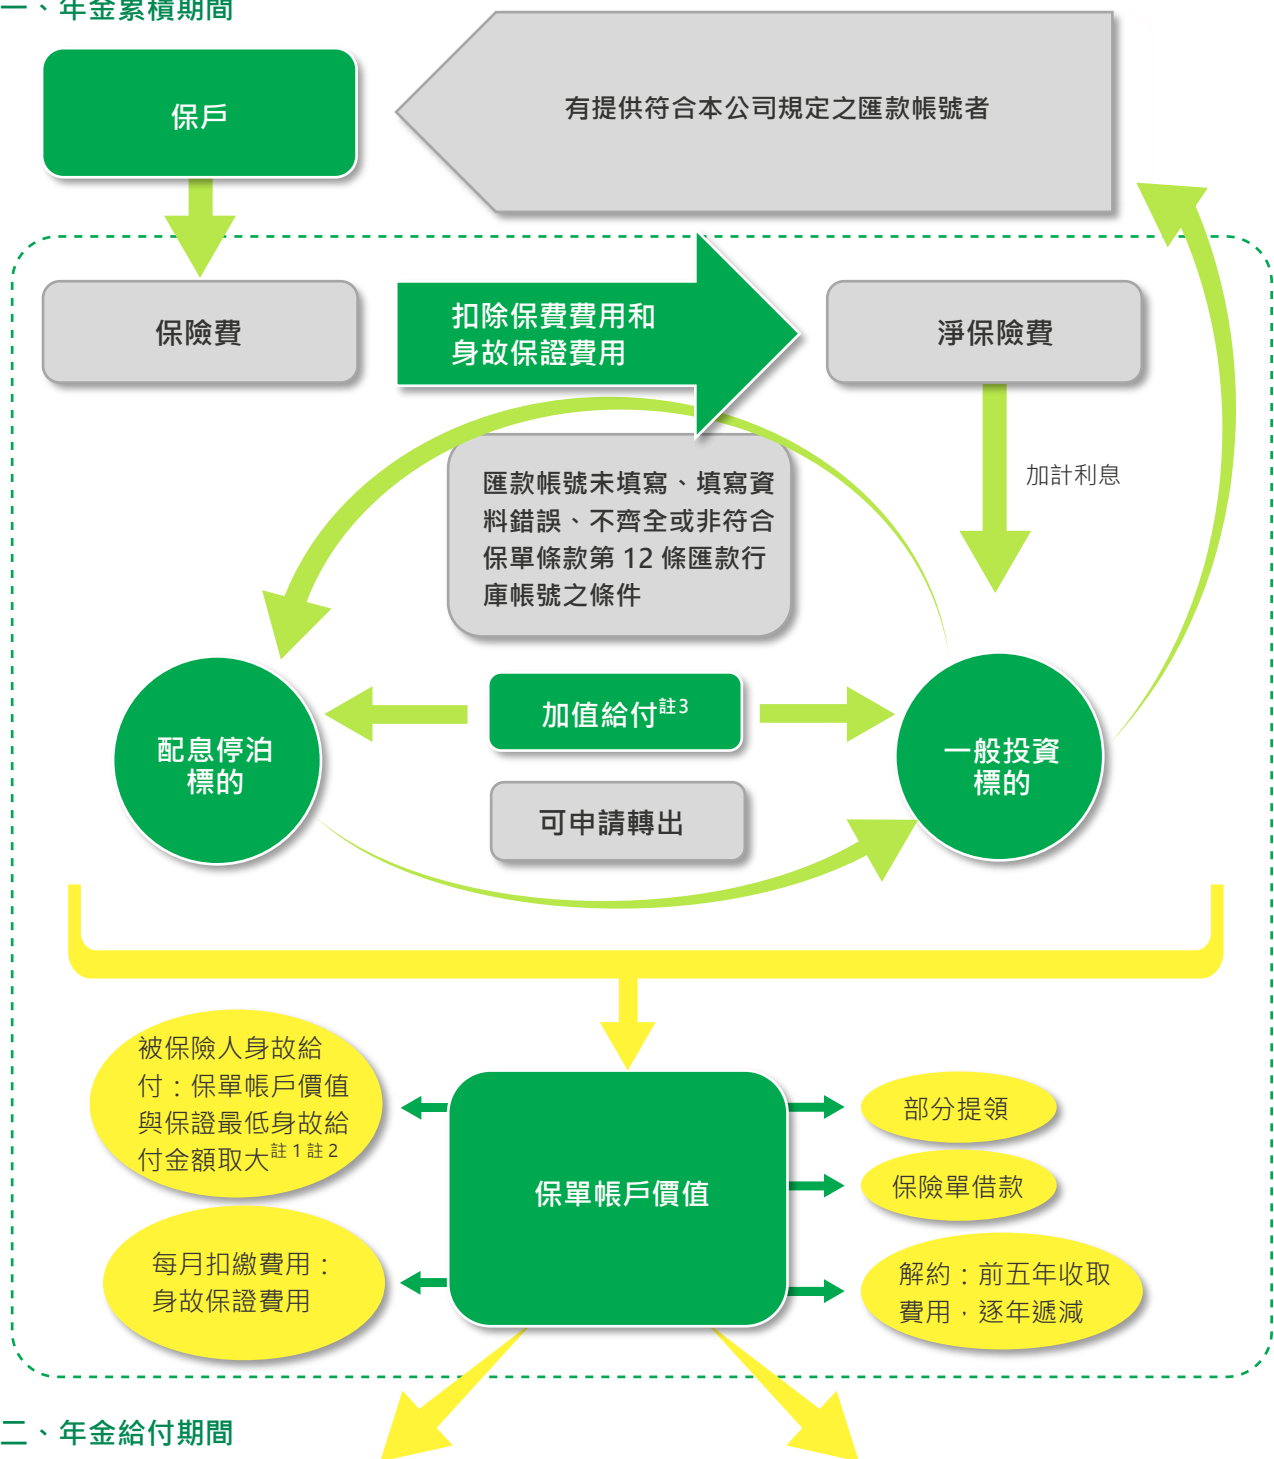 一、年金累積期間
保戶
有提供符合本公司規定之匯款帳號者
保險費
扣除保費費用和
身故保證費用
淨保險費
加計利息
匯款帳號未填寫、填寫資
料錯誤、不齊全或非符合
保單條款第 12 條匯款行
庫帳號之條件
加值給付註3
配息停泊
標的
一般投資
標的
可申請轉出
被保險人身故給
付：保單帳戶價值
與保證最低身故給
付金額取大註1註2
每月扣繳費用：
身故保證費用
保單帳戶價值
部分提領
保險單借款
解約：前五年收取
費用，逐年遞減
二、年金給付期間